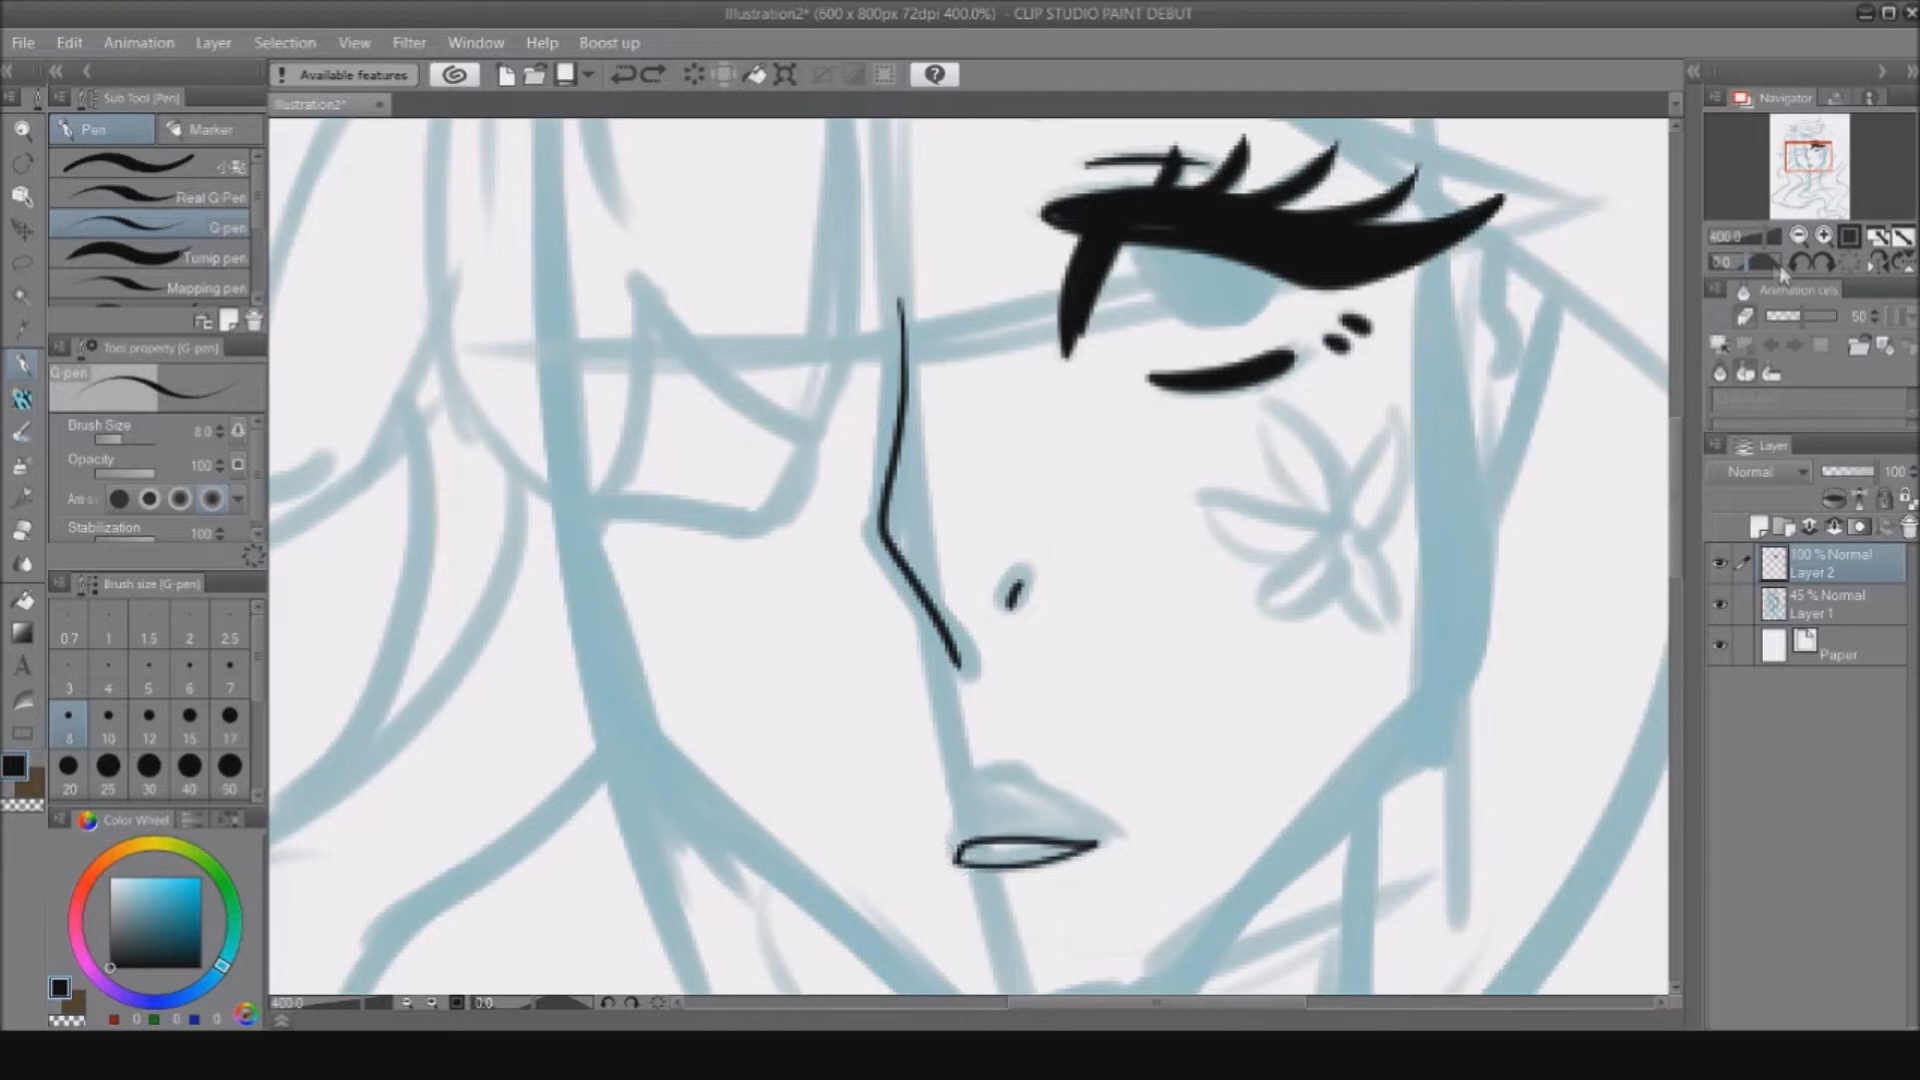 Illustration2* (600 x 800px 72dpi 400.0%) - CLIP STUDIO PAINT DEBUT
File Edit Animation Layer Selection View Filter Window Help Boost up
! Available features
Sub Tool [Pen]
Illustration2*
Navigator
Pen Marker
Real G-Pen
G-pen
Turnip pen
Mapping pen
400.0
0.0
Animation cels
50
Tool property [G-pen]
G-pen
Brush Size 8.0
Opacity 100
Stabilization 100
Layer
Normal 100
100 % Normal
Layer 2
45 % Normal
Layer 1
Paper
Brush size [G-pen]
0.7 1 1.5 2 2.5
3 4 5 6 7
8 10 12 15 17
20 25 30 40 50
Color Wheel
400.0 0.0
0 0 0